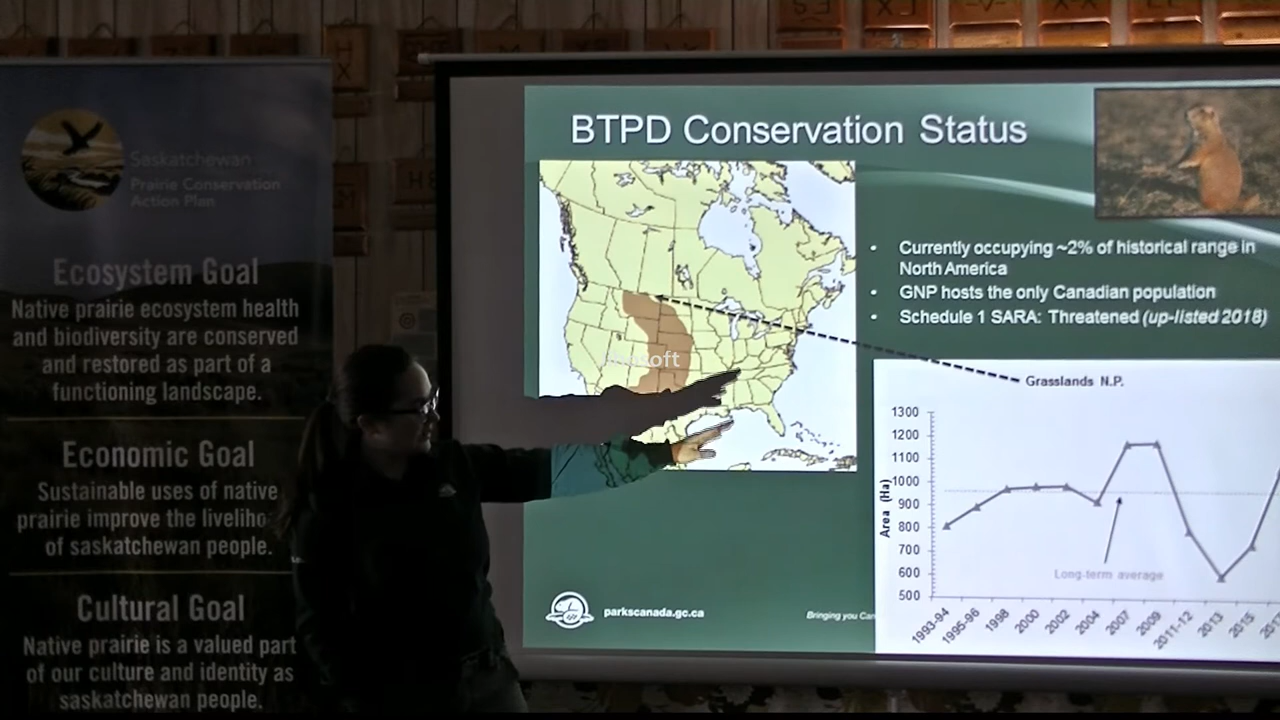 Saskatchewan
Prairie Conservation
Action Plan
Ecosystem Goal
Native prairie ecosystem health
and biodiversity are conserved
and restored as part of a
functioning landscape.
Economic Goal
Sustainable uses of native
prairie improve the liveliho
of saskatchewan people.
Cultural Goal
Native prairie is a valued part
of our culture and identity as
saskatchewan people.
BTPD Conservation Status
• Currently occupying ~2% of historical range in
North America
• GNP hosts the only Canadian population
• Schedule 1 SARA: Threatened (up-listed 2018)
Grasslands N.P.
Area (Ha)
1300
1200
1100
1000
900
800
700
600
500
Long-term average
1993-94
1995-96
1998
2000
2002
2004
2007
2009
2011-12
2013
2015
parkscanada.gc.ca
Bringing you Can